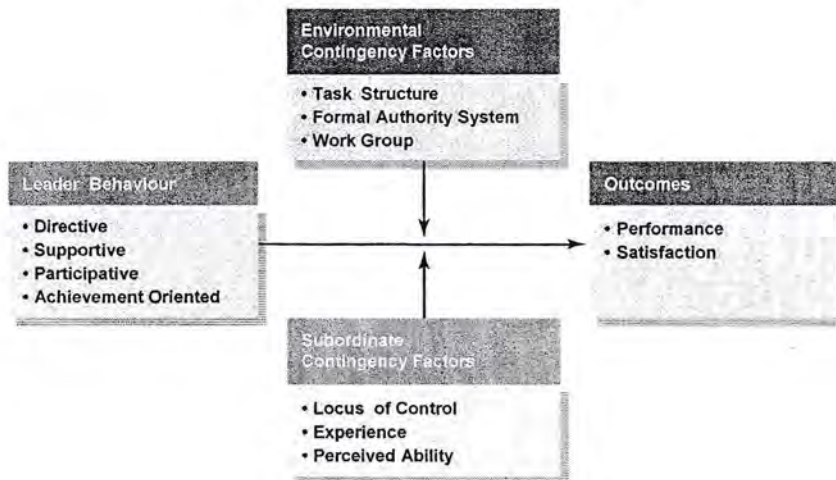 Environmental
Contingency Factors
• Task Structure
• Formal Authority System
• Work Group
Leader Behaviour
• Directive
• Supportive
• Participative
• Achievement Oriented
Outcomes
• Performance
• Satisfaction
Subordinate
Contingency Factors
• Locus of Control
• Experience
• Perceived Ability